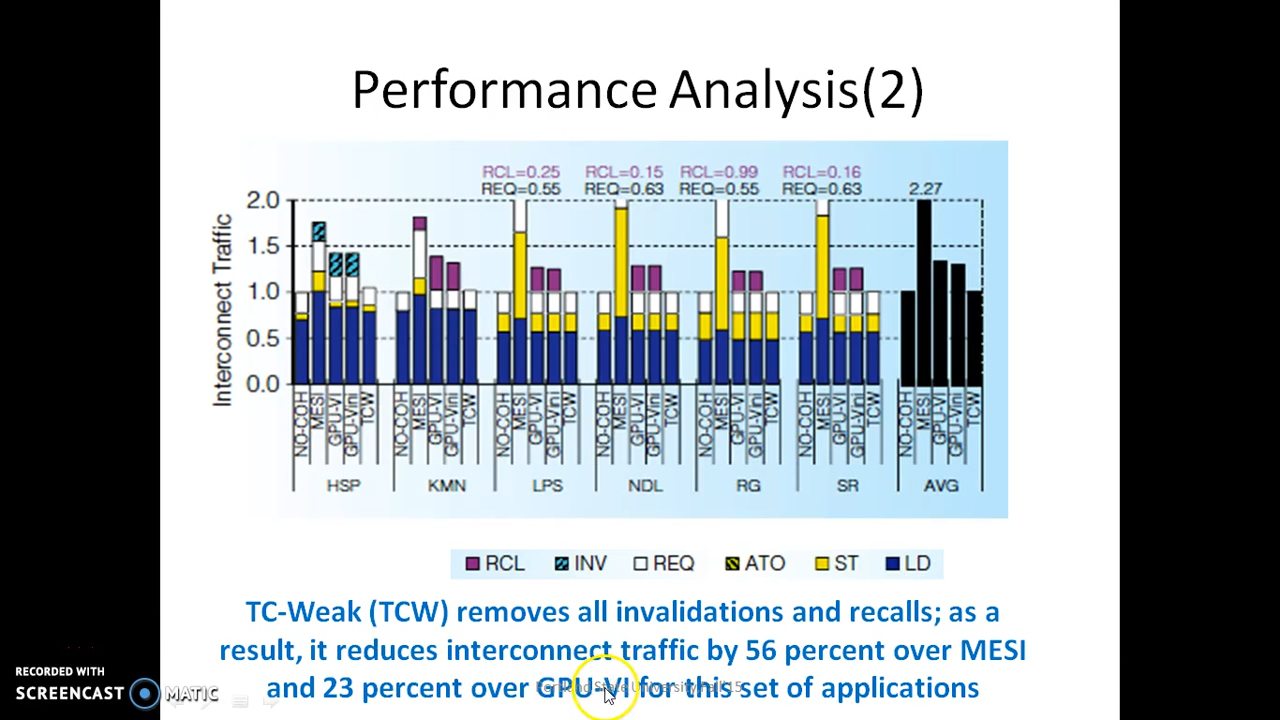 Performance Analysis(2)
RCL=0.25 RCL=0.15 RCL=0.99 RCL=0.16
REQ=0.55 REQ=0.63 REQ=0.55 REQ=0.63 2.27
Interconnect Traffic
2.0
1.5
1.0
0.5
0.0
NO-COH MESI GPU-VI GPU-Vini TCW NO-COH MESI GPU-VI GPU-Vini TCW NO-COH MESI GPU-VI GPU-Vini TCW NO-COH MESI GPU-VI GPU-Vini TCW NO-COH MESI GPU-VI GPU-Vini TCW NO-COH MESI GPU-VI GPU-Vini TCW NO-COH MESI GPU-VI GPU-Vini TCW
HSP KMN LPS NDL RG SR AVG
RCL INV REQ ATO ST LD
TC-Weak (TCW) removes all invalidations and recalls; as a
result, it reduces interconnect traffic by 56 percent over MESI
and 23 percent over GPU-VI for this set of applications
Portland State University Fall 15
RECORDED WITH
SCREENCAST MATIC